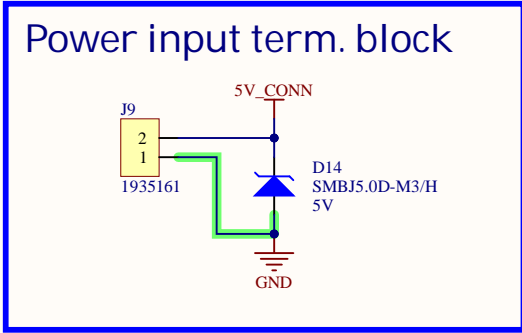 Power input term. block
5V_CONN
J9
2
1
1935161
D14
SMBJ5.0D-M3/H
5V
GND